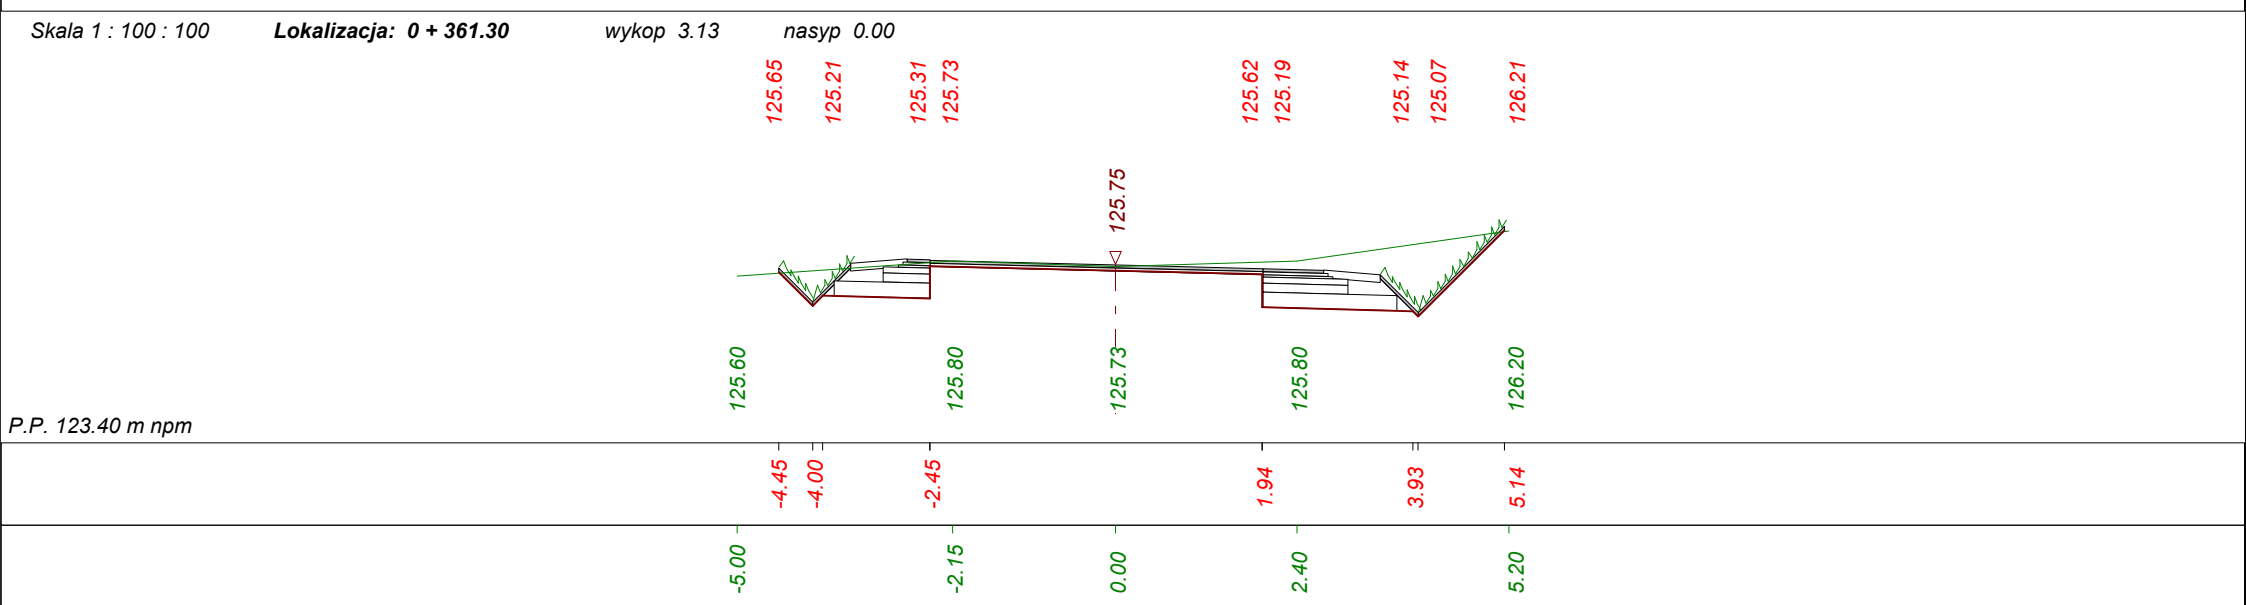 Skala 1 : 100 : 100 Lokalizacja: 0 + 361.30 wykop 3.13 nasyp 0.00
125.65 125.21 125.31 125.73 125.62 125.19 125.14 125.07 126.21
125.75
125.60 125.80 125.73 125.80 126.20
P.P. 123.40 m npm
-4.45 -4.00 -2.45 1.94 3.93 5.14
-5.00 -2.15 0.00 2.40 5.20